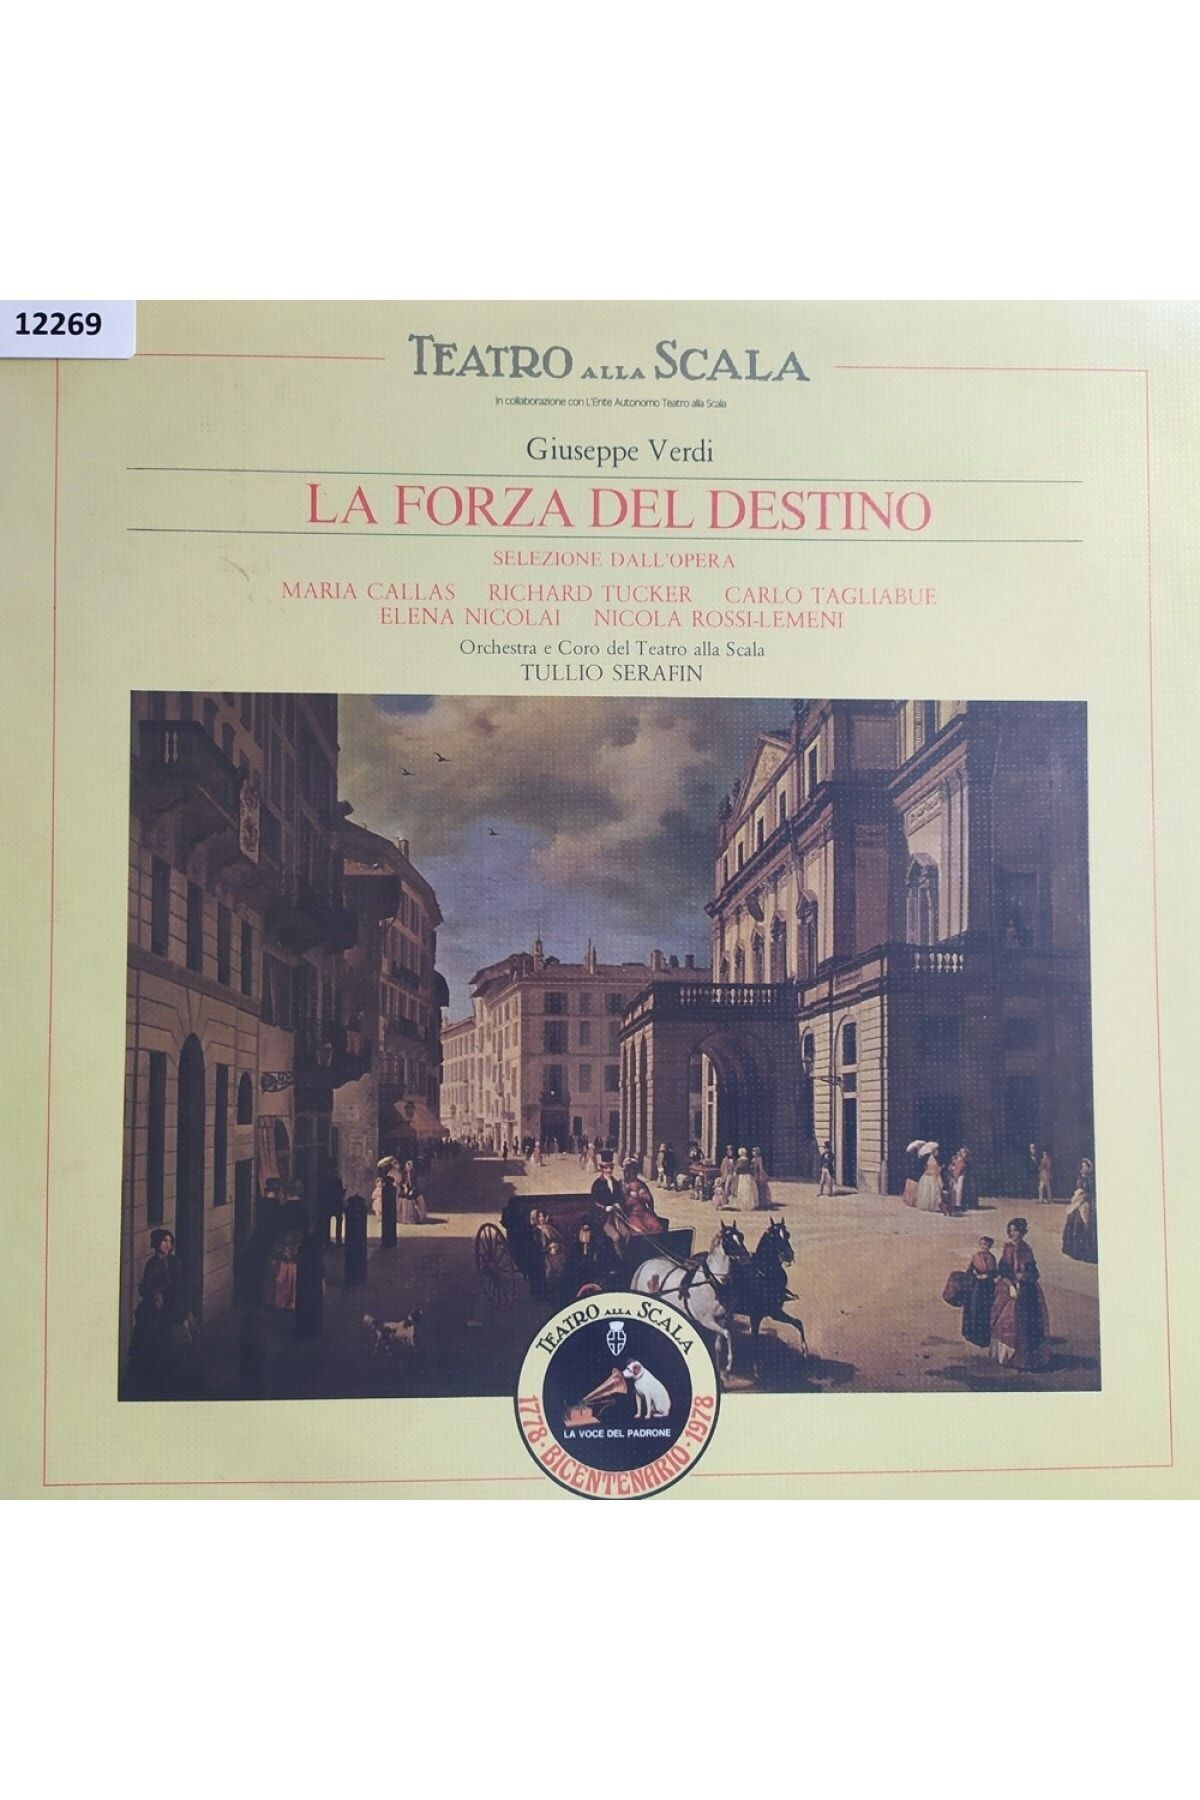 12269
TEATRO ALLA SCALA
In collaborazione con L'Ente Autonomo Teatro alla Scala
Giuseppe Verdi
LA FORZA DEL DESTINO
SELEZIONE DALL'OPERA
MARIA CALLAS RICHARD TUCKER CARLO TAGLIABUE
ELENA NICOLAI NICOLA ROSSI-LEMENI
Orchestra e Coro del Teatro alla Scala
TULLIO SERAFIN
TEATRO ALLA SCALA
LA VOCE DEL PADRONE
1778 · BICENTENARIO · 1978